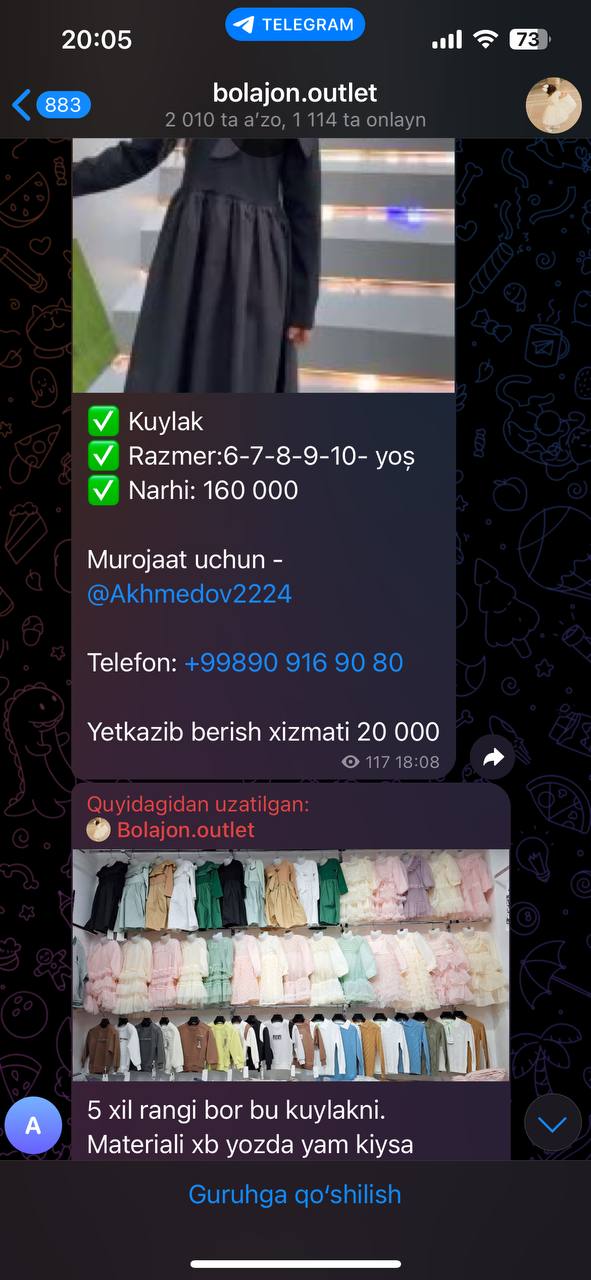 20:05
TELEGRAM
73
883
bolajon.outlet
2 010 ta a’zo, 1 114 ta onlayn
✅ Kuylak
✅ Razmer:6-7-8-9-10- yoş
✅ Narhi: 160 000
Murojaat uchun -
@Akhmedov2224
Telefon: +99890 916 90 80
Yetkazib berish xizmati 20 000
117 18:08
Quyidagidan uzatilgan:
Bolajon.outlet
5 xil rangi bor bu kuylakni.
Materiali xb yozda yam kiysa
A
Guruhga qo‘shilish